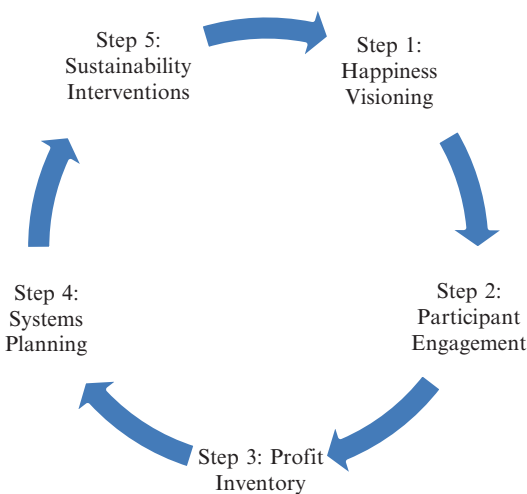 Step 1:
Happiness
Visioning
Step 2:
Participant
Engagement
Step 3: Profit
Inventory
Step 4:
Systems
Planning
Step 5:
Sustainability
Interventions